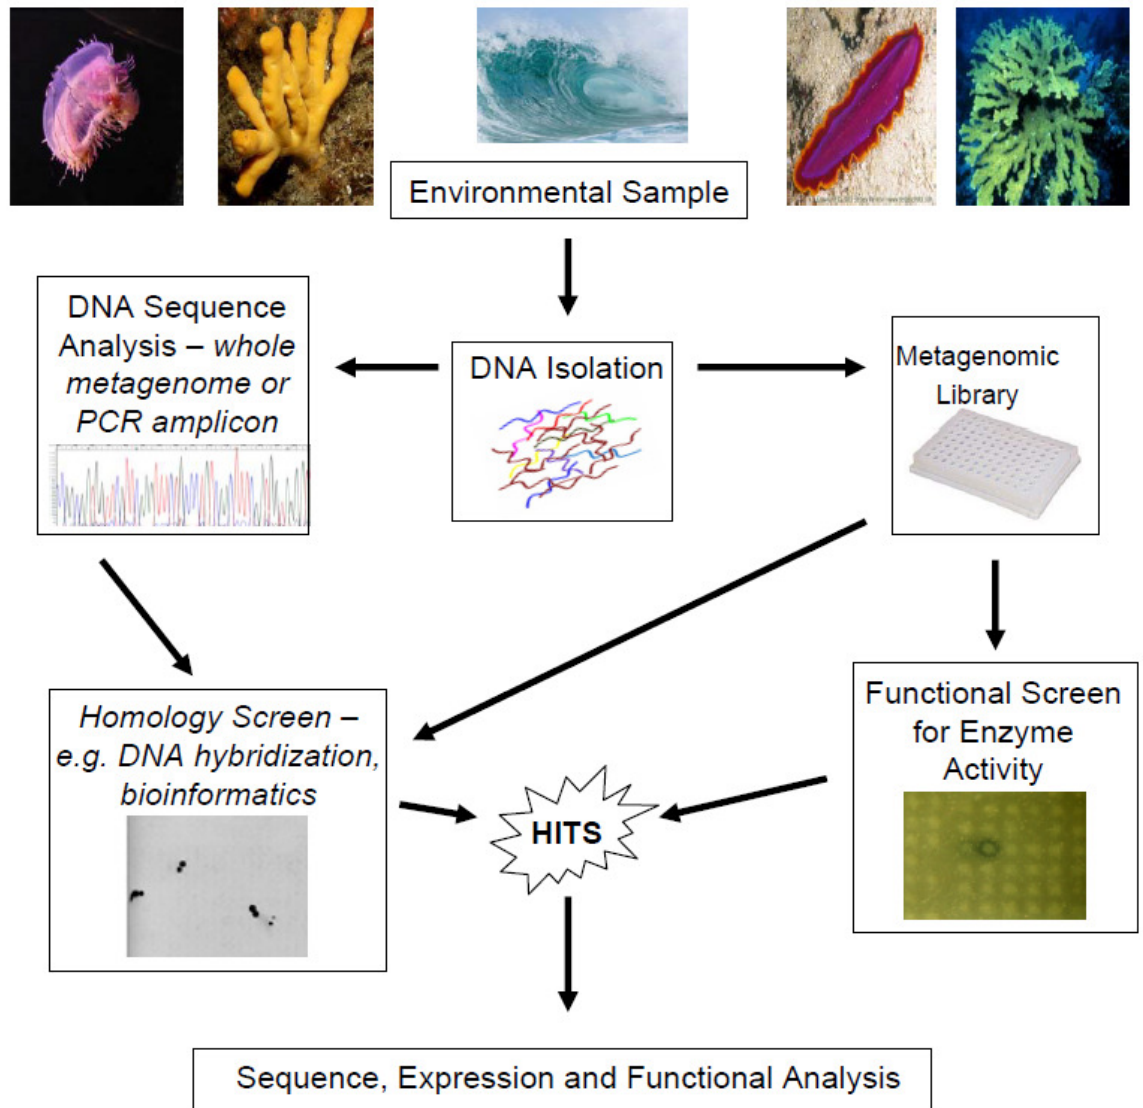 Environmental Sample
DNA Sequence
Analysis – whole
metagenome or
PCR amplicon
DNA Isolation
Metagenomic
Library
Homology Screen –
e.g. DNA hybridization,
bioinformatics
HITS
Functional Screen
for Enzyme
Activity
Sequence, Expression and Functional Analysis